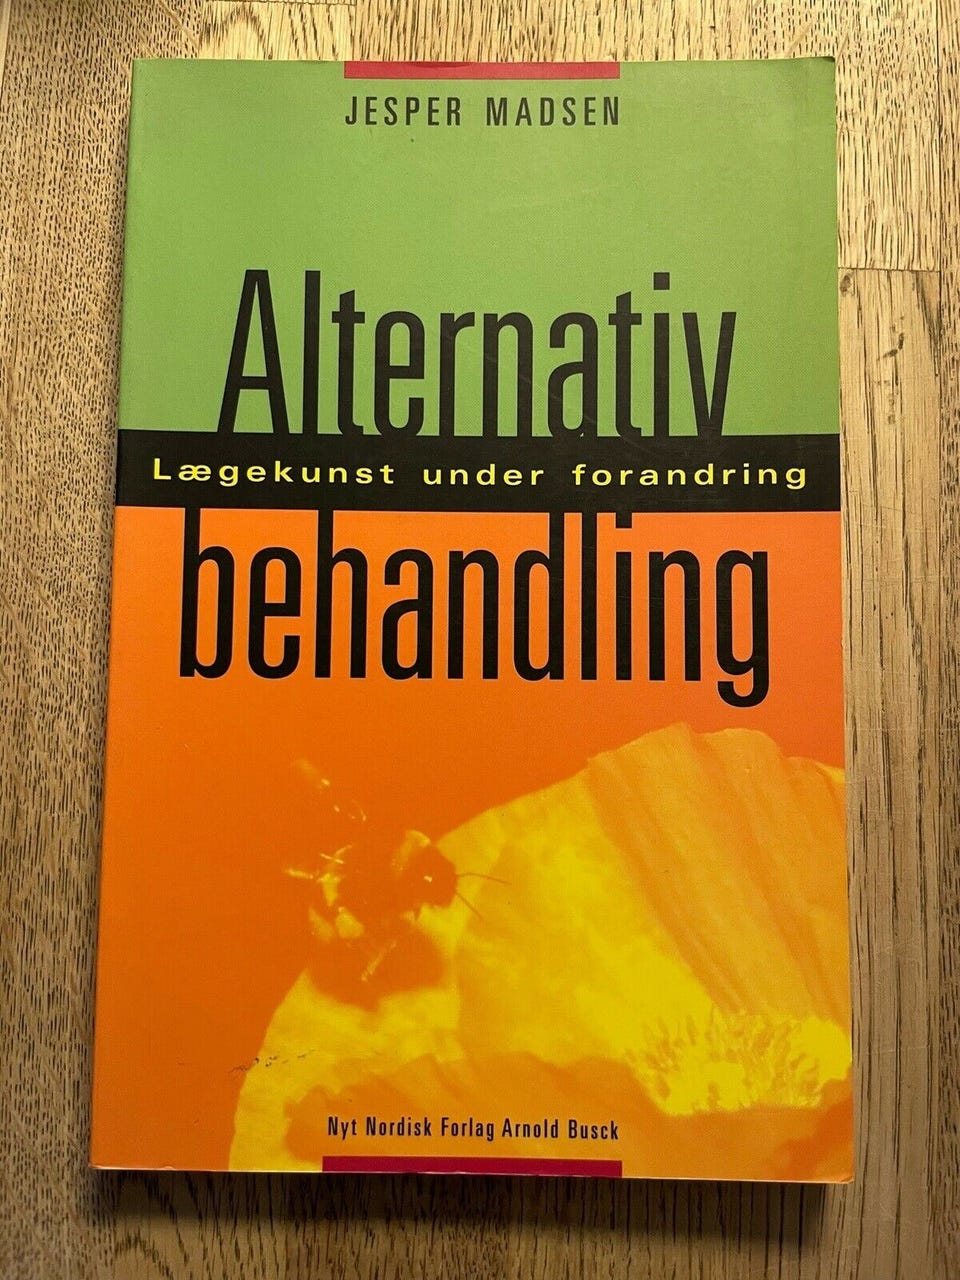 JESPER MADSEN
Alternativ
Lægekunst under forandring
behandling
Nyt Nordisk Forlag Arnold Busck